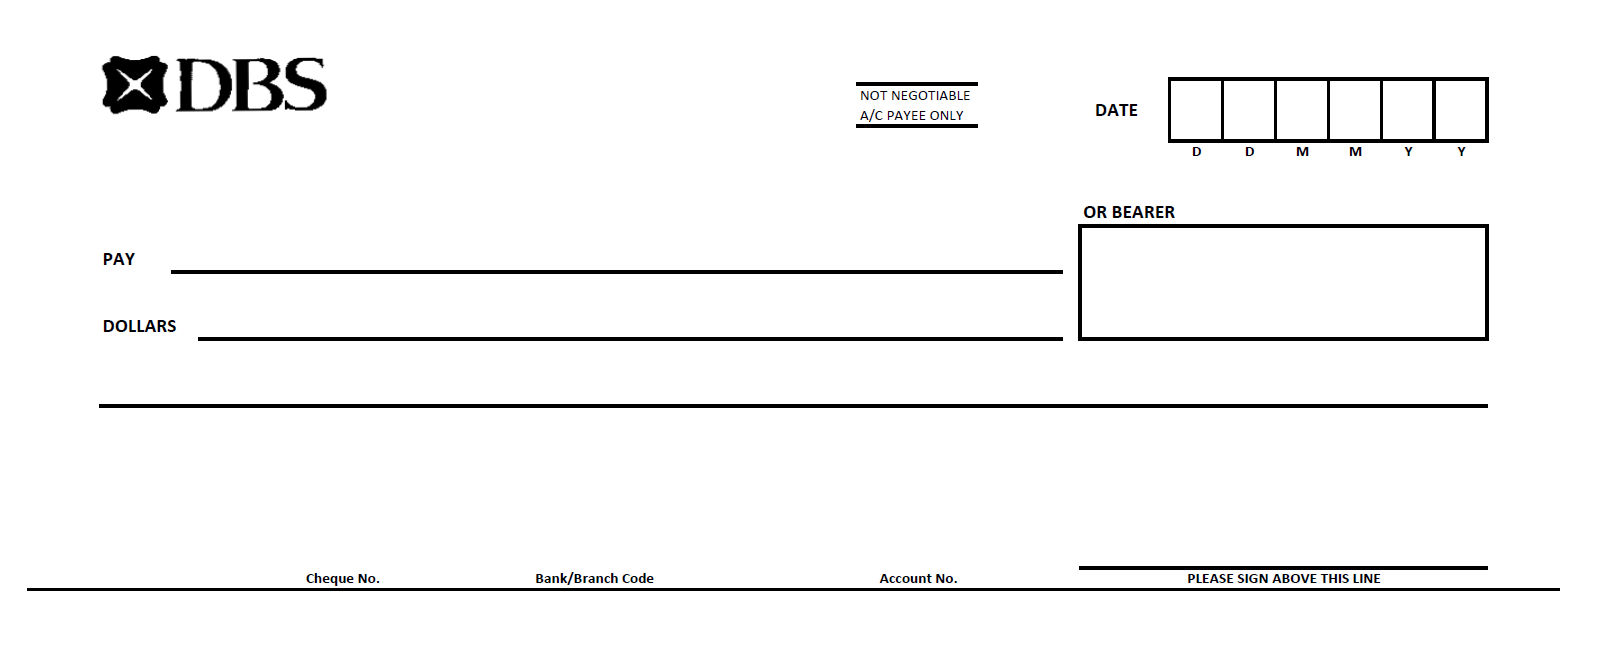 DBS
NOT NEGOTIABLE
A/C PAYEE ONLY
DATE
D D M M Y Y
OR BEARER
PAY
DOLLARS
Cheque No. Bank/Branch Code Account No. PLEASE SIGN ABOVE THIS LINE